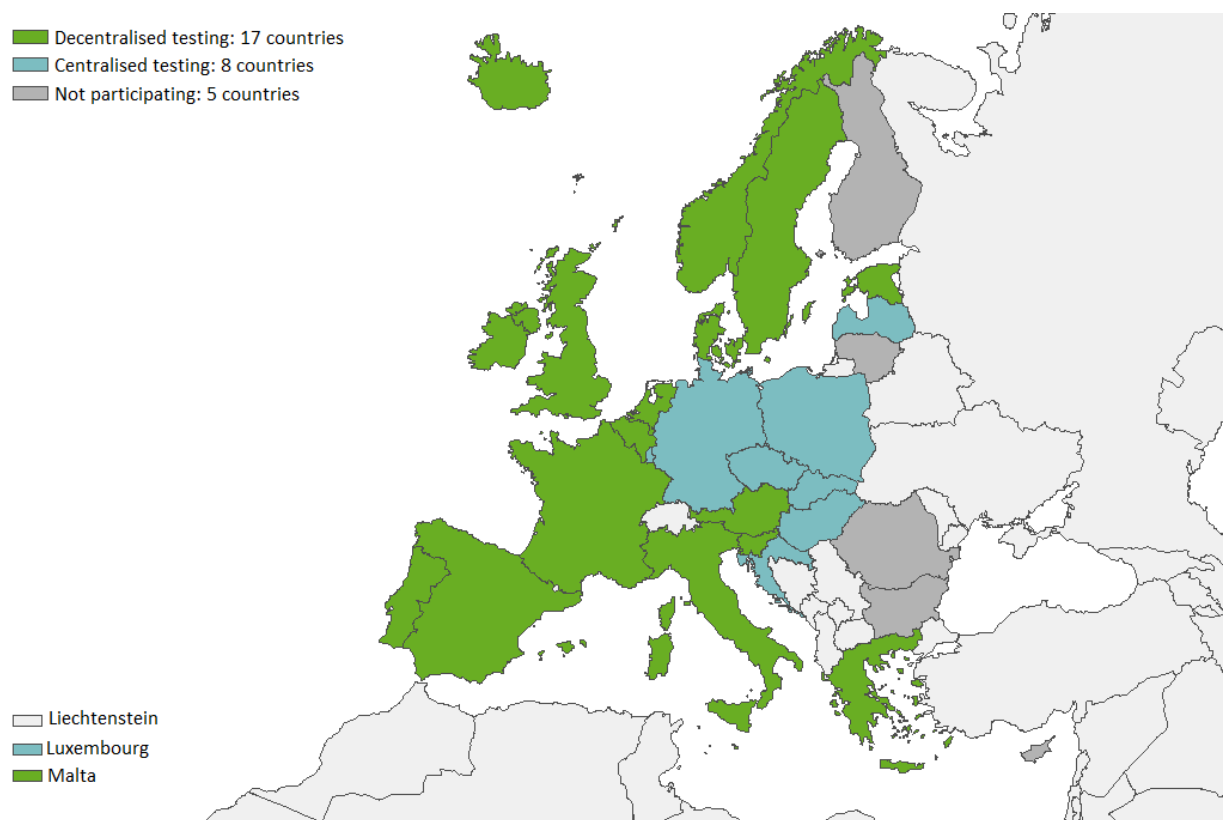 Decentralised testing: 17 countries
Centralised testing: 8 countries
Not participating: 5 countries
Liechtenstein
Luxembourg
Malta